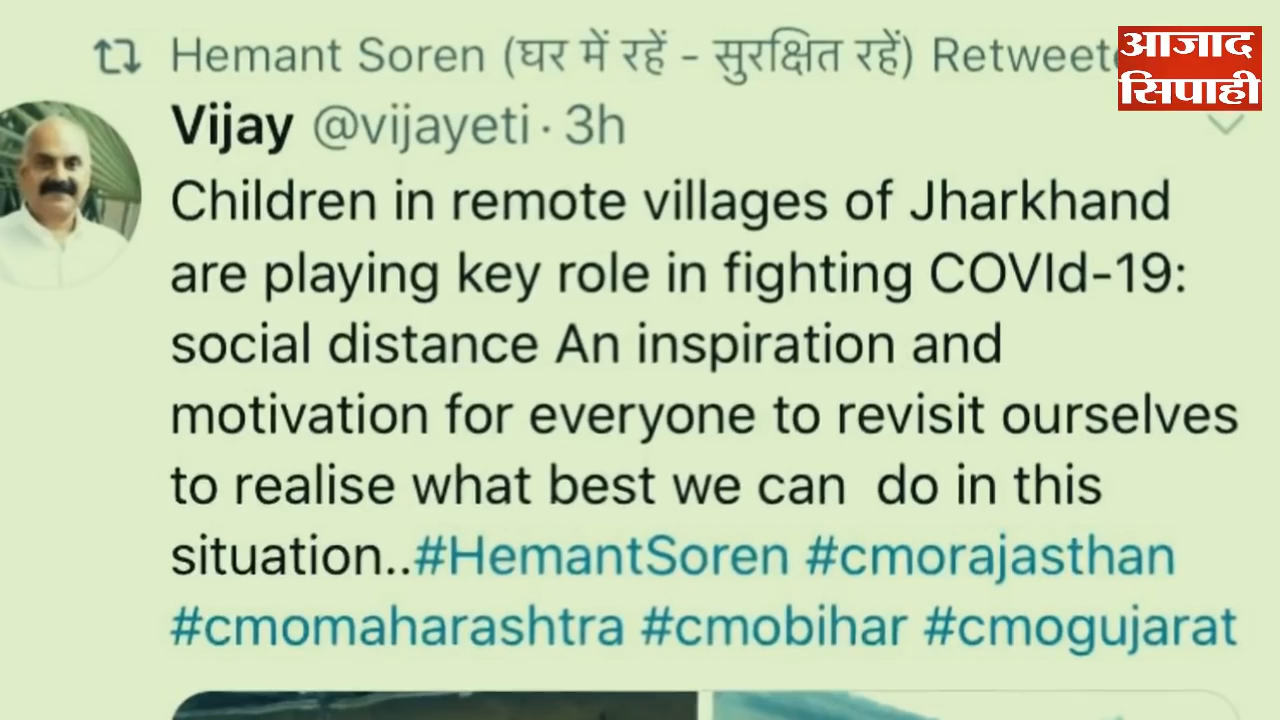 Hemant Soren (घर में रहें - सुरक्षित रहें) Retweet
आजाद
सिपाही
Vijay @vijayeti · 3h
Children in remote villages of Jharkhand
are playing key role in fighting COVId-19:
social distance An inspiration and
motivation for everyone to revisit ourselves
to realise what best we can  do in this
situation..#HemantSoren #cmorajasthan
#cmomaharashtra #cmobihar #cmogujarat